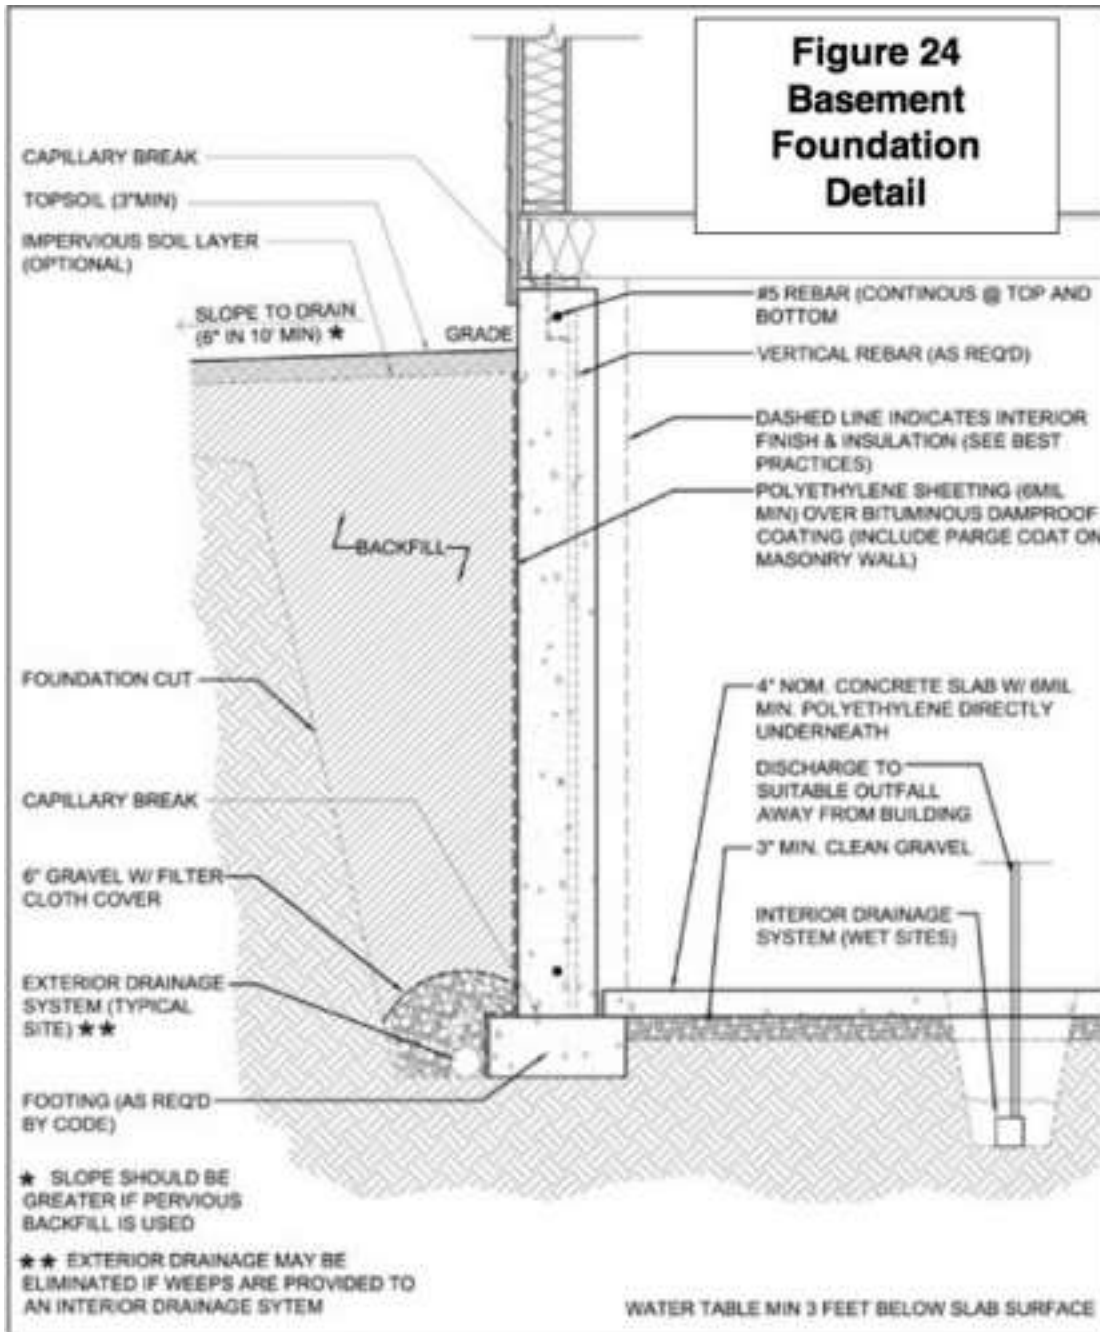 Figure 24
Basement
Foundation
Detail
CAPILLARY BREAK
TOPSOIL (3"MIN)
IMPERVIOUS SOIL LAYER
(OPTIONAL)
SLOPE TO DRAIN
(6" IN 10' MIN) ★
GRADE
BACKFILL
FOUNDATION CUT
CAPILLARY BREAK
6" GRAVEL W/ FILTER
CLOTH COVER
EXTERIOR DRAINAGE
SYSTEM (TYPICAL
SITE) ★★
FOOTING (AS REQ'D
BY CODE)
★ SLOPE SHOULD BE
GREATER IF PERVIOUS
BACKFILL IS USED
★★ EXTERIOR DRAINAGE MAY BE
ELIMINATED IF WEEPS ARE PROVIDED TO
AN INTERIOR DRAINAGE SYTEM
#5 REBAR (CONTINOUS @ TOP AND
BOTTOM
VERTICAL REBAR (AS REQ'D)
DASHED LINE INDICATES INTERIOR
FINISH & INSULATION (SEE BEST
PRACTICES)
POLYETHYLENE SHEETING (6MIL
MIN) OVER BITUMINOUS DAMPROOF
COATING (INCLUDE PARGE COAT ON
MASONRY WALL)
4" NOM. CONCRETE SLAB W/ 6MIL
MIN. POLYETHYLENE DIRECTLY
UNDERNEATH
DISCHARGE TO
SUITABLE OUTFALL
AWAY FROM BUILDING
3" MIN. CLEAN GRAVEL
INTERIOR DRAINAGE
SYSTEM (WET SITES)
WATER TABLE MIN 3 FEET BELOW SLAB SURFACE